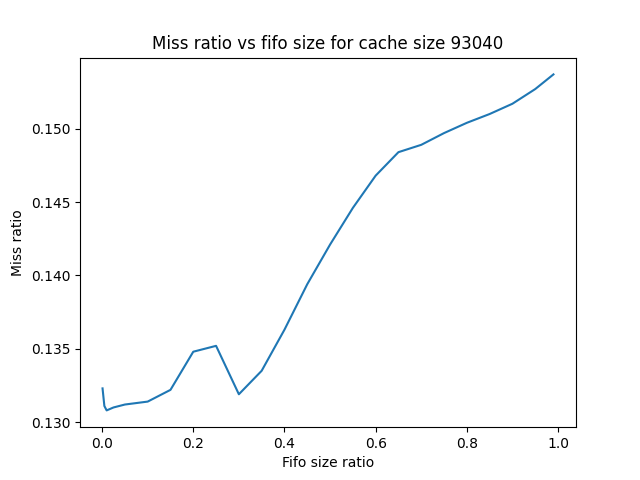 Miss ratio vs fifo size for cache size 93040
0.150
0.145
0.140
0.135
0.130
Miss ratio
0.0 0.2 0.4 0.6 0.8 1.0
Fifo size ratio